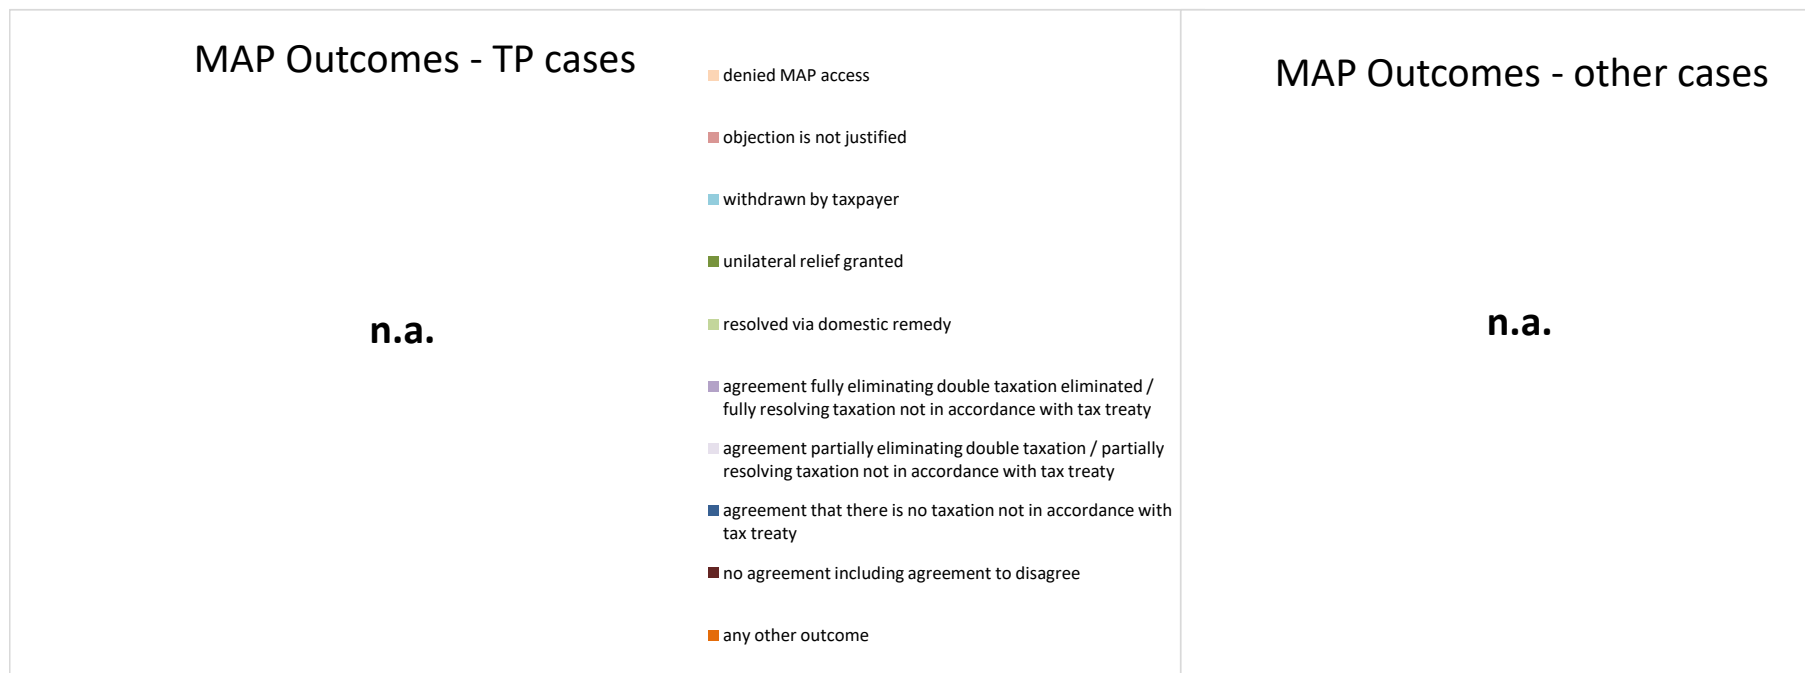 MAP Outcomes - TP cases
n.a.
denied MAP access
objection is not justified
withdrawn by taxpayer
unilateral relief granted
resolved via domestic remedy
agreement fully eliminating double taxation eliminated /
fully resolving taxation not in accordance with tax treaty
agreement partially eliminating double taxation / partially
resolving taxation not in accordance with tax treaty
agreement that there is no taxation not in accordance with
tax treaty
no agreement including agreement to disagree
any other outcome
MAP Outcomes - other cases
n.a.